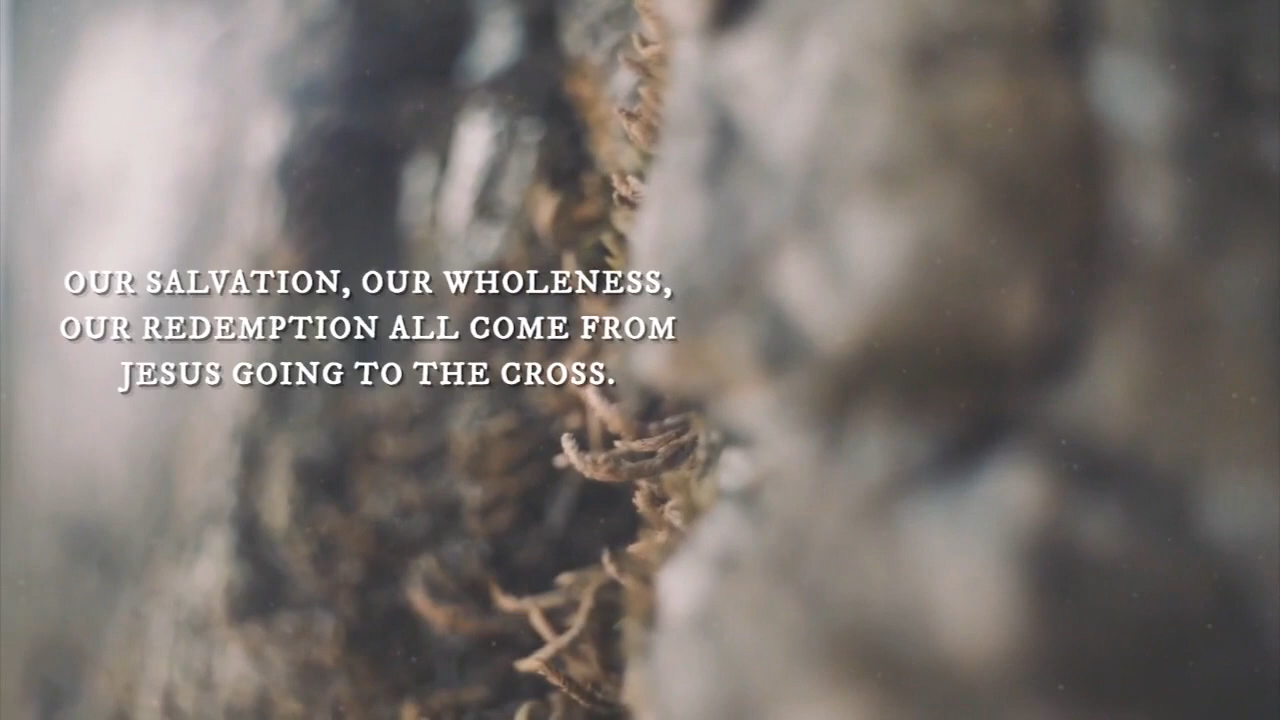 OUR SALVATION, OUR WHOLENESS,
OUR REDEMPTION ALL COME FROM
JESUS GOING TO THE CROSS.